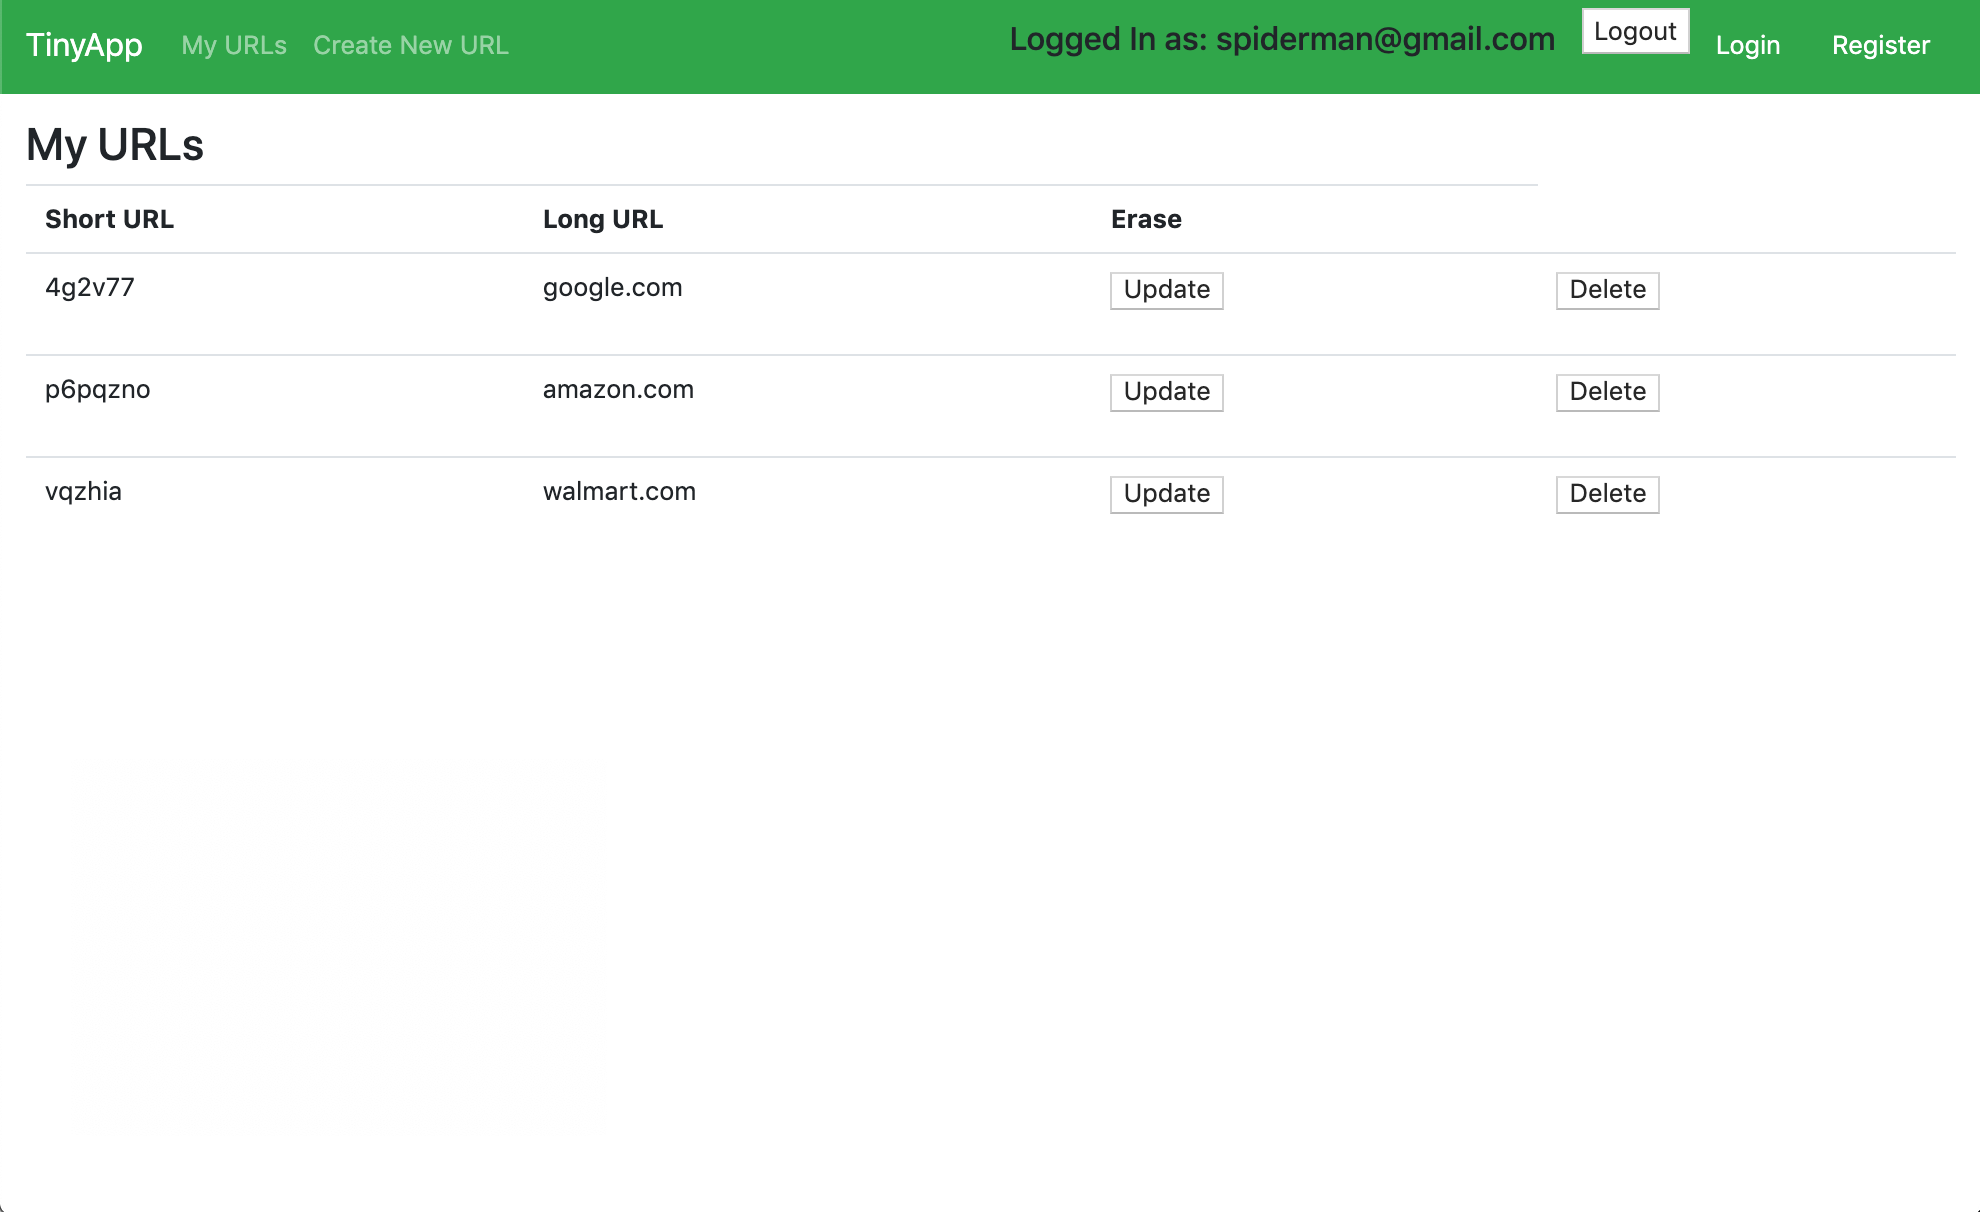 TinyApp My URLs Create New URL Logged In as: spiderman@gmail.com Logout Login Register
My URLs
Short URL Long URL Erase
4g2v77 google.com Update Delete
p6pqzno amazon.com Update Delete
vqzhia walmart.com Update Delete